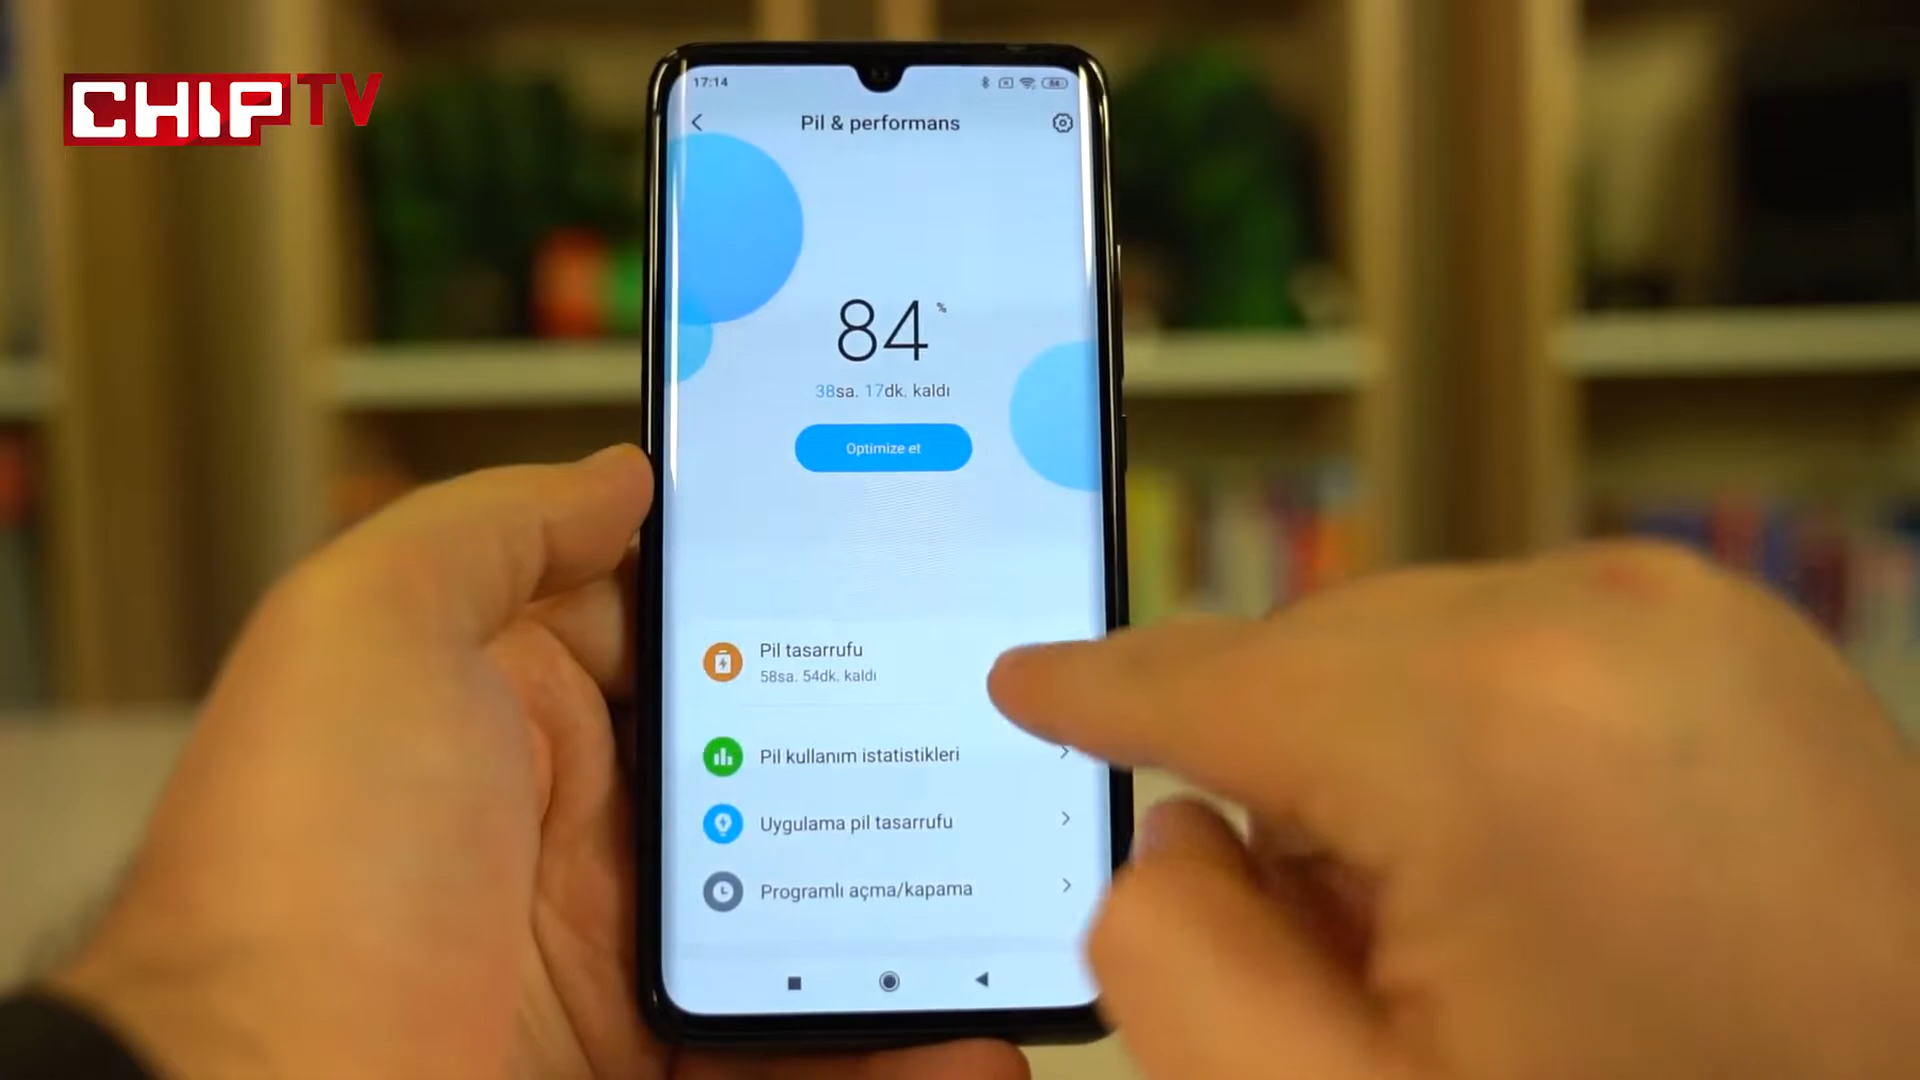 CHIP TV
17:14
84
Pil & performans
84 %
38sa. 17dk. kaldı
Optimize et
Pil tasarrufu
58sa. 54dk. kaldı
Pil kullanım istatistikleri
Uygulama pil tasarrufu
Programlı açma/kapama